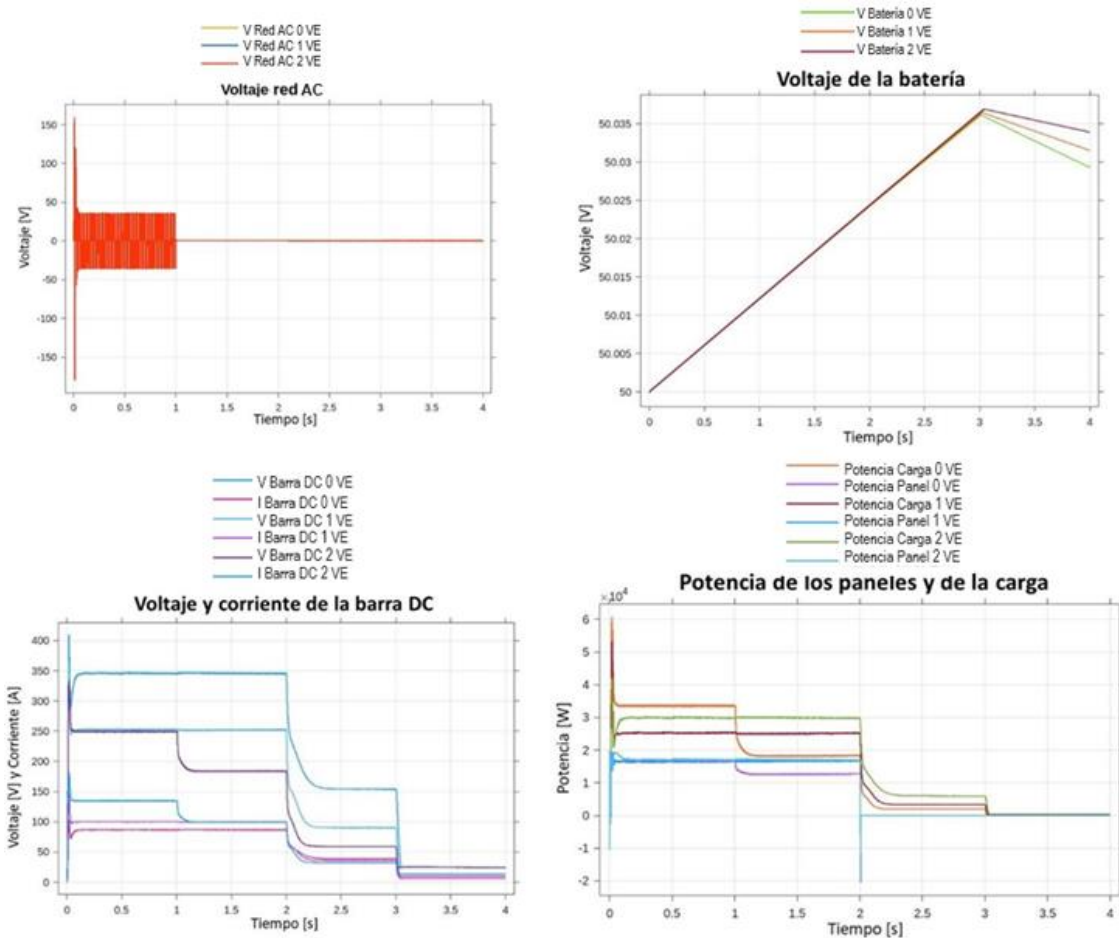 V Red AC 0 VE
V Red AC 1 VE
V Red AC 2 VE
Voltaje red AC
150
100
50
0
-50
-100
-150
Voltaje [V]
0 0.5 1 1.5 2 2.5 3 3.5 4
Tiempo [s]
V Batería 0 VE
V Batería 1 VE
V Batería 2 VE
Voltaje de la batería
50.035
50.03
50.025
50.02
50.015
50.01
50.005
50
Voltaje [V]
0 0.5 1 1.5 2 2.5 3 3.5 4
Tiempo [s]
V Barra DC 0 VE
I Barra DC 0 VE
V Barra DC 1 VE
I Barra DC 1 VE
V Barra DC 2 VE
I Barra DC 2 VE
Voltaje y corriente de la barra DC
400
350
300
250
200
150
100
50
0
Voltaje [V] y Corriente [A]
0 0.5 1 1.5 2 2.5 3 3.5 4
Tiempo [s]
Potencia Carga 0 VE
Potencia Panel 0 VE
Potencia Carga 1 VE
Potencia Panel 1 VE
Potencia Carga 2 VE
Potencia Panel 2 VE
Potencia de los paneles y de la carga
×10⁴
6
5
4
3
2
1
0
-1
-2
Potencia [W]
0 0.5 1 1.5 2 2.5 3 3.5 4
Tiempo [s]